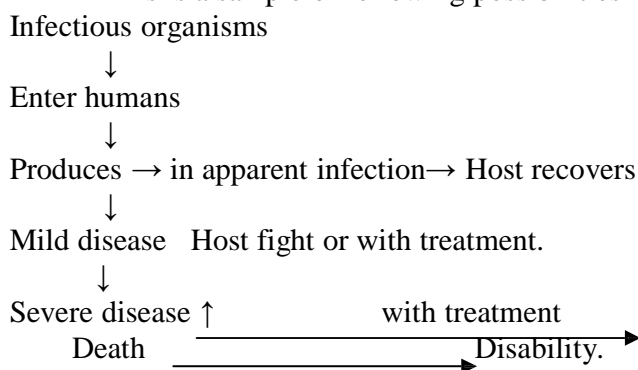 Infectious organisms
↓
Enter humans
↓
Produces → in apparent infection→ Host recovers
↓
Mild disease Host fight or with treatment.
↓
Severe disease ↑ with treatment
Death Disability.